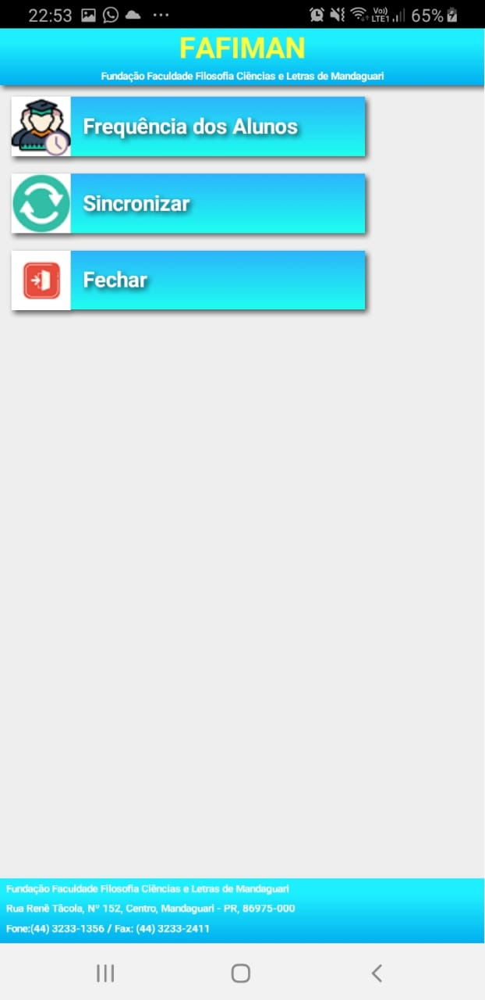 22:53
Vo)) LTE1 65%
FAFIMAN
Fundação Faculdade Filosofia Ciências e Letras de Mandaguari
Frequência dos Alunos
Sincronizar
Fechar
Fundação Faculdade Filosofia Ciências e Letras de Mandaguari
Rua Renê Tâcola, Nº 152, Centro, Mandaguari - PR, 86975-000
Fone:(44) 3233-1356 / Fax: (44) 3233-2411